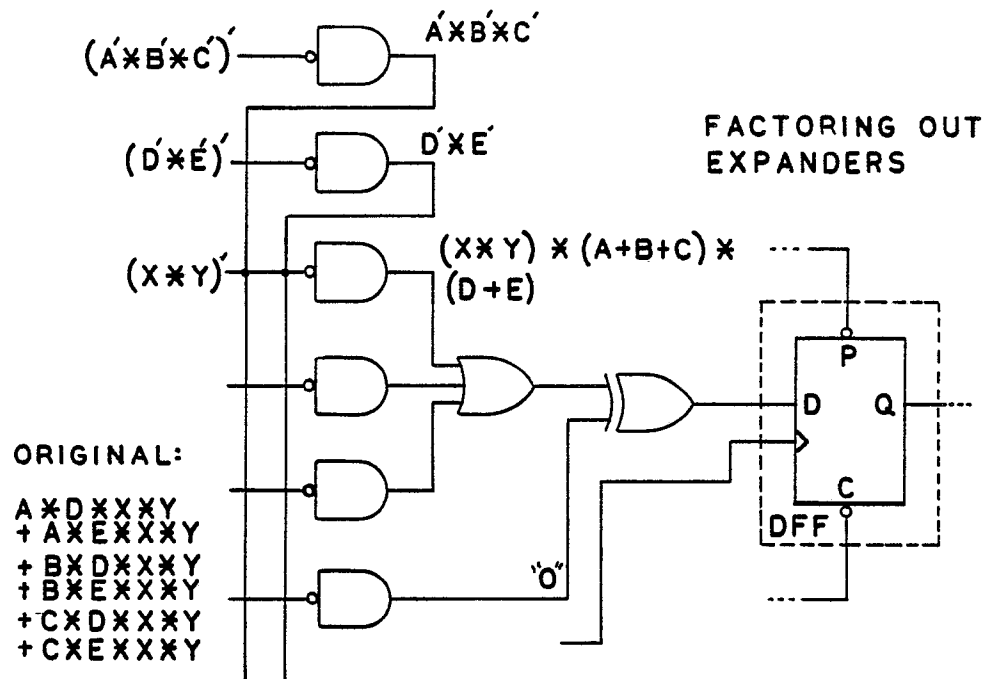 (A'*B'*C')'
A'*B'*C'
FACTORING OUT
EXPANDERS
(D'*E')'
D'*E'
(X*Y)'
(X*Y) * (A+B+C) *
(D+E)
P
D
Q
C
DFF
"0"
ORIGINAL:
A*D*X*Y
+A*E*X*Y
+B*D*X*Y
+B*E*X*Y
+C*D*X*Y
+C*E*X*Y